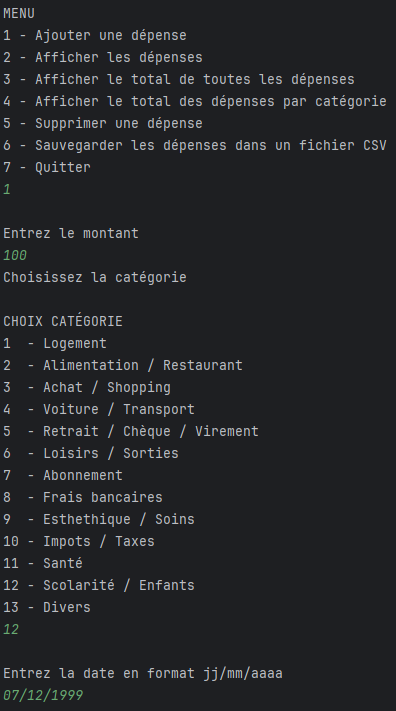 MENU
1 - Ajouter une dépense
2 - Afficher les dépenses
3 - Afficher le total de toutes les dépenses
4 - Afficher le total des dépenses par catégorie
5 - Supprimer une dépense
6 - Sauvegarder les dépenses dans un fichier CSV
7 - Quitter
1
Entrez le montant
100
Choisissez la catégorie
CHOIX CATÉGORIE
1  - Logement
2  - Alimentation / Restaurant
3  - Achat / Shopping
4  - Voiture / Transport
5  - Retrait / Chèque / Virement
6  - Loisirs / Sorties
7  - Abonnement
8  - Frais bancaires
9  - Esthethique / Soins
10 - Impots / Taxes
11 - Santé
12 - Scolarité / Enfants
13 - Divers
12
Entrez la date en format jj/mm/aaaa
07/12/1999